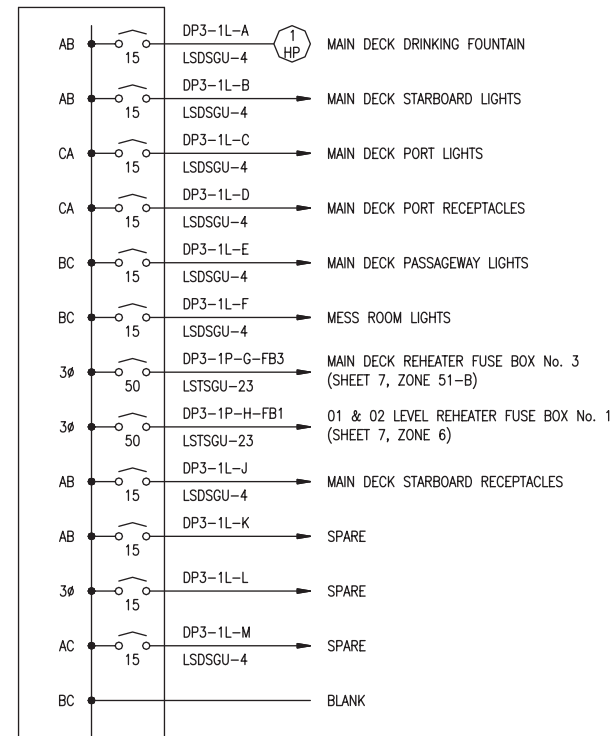 AB 15 DP3-1L-A LSDSGU-4 1 HP MAIN DECK DRINKING FOUNTAIN
AB 15 DP3-1L-B LSDSGU-4 MAIN DECK STARBOARD LIGHTS
CA 15 DP3-1L-C LSDSGU-4 MAIN DECK PORT LIGHTS
CA 15 DP3-1L-D LSDSGU-4 MAIN DECK PORT RECEPTACLES
BC 15 DP3-1L-E LSDSGU-4 MAIN DECK PASSAGEWAY LIGHTS
BC 15 DP3-1L-F LSDSGU-4 MESS ROOM LIGHTS
3ø 50 DP3-1P-G-FB3 LSTSGU-23 MAIN DECK REHEATER FUSE BOX No. 3
(SHEET 7, ZONE 51-B)
3ø 50 DP3-1P-H-FB1 LSTSGU-23 01 & 02 LEVEL REHEATER FUSE BOX No. 1
(SHEET 7, ZONE 6)
AB 15 DP3-1L-J LSDSGU-4 MAIN DECK STARBOARD RECEPTACLES
AB 15 DP3-1L-K SPARE
3ø 15 DP3-1L-L SPARE
AC 15 DP3-1L-M LSDSGU-4 SPARE
BC BLANK